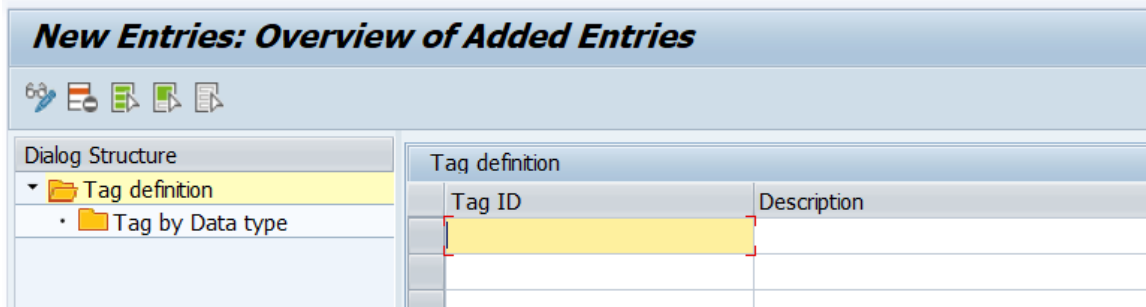 New Entries: Overview of Added Entries
Dialog Structure
Tag definition
Tag by Data type
Tag definition
Tag ID Description